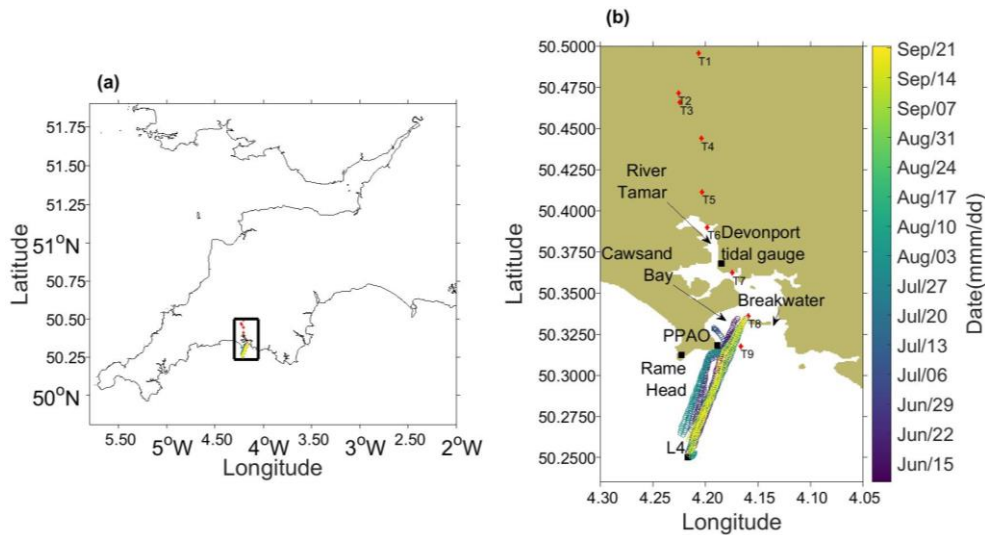 (a)
51.75
51.50
51.25
51°N
50.75
50.50
50.25
50°N
Latitude
5.50
5°W
4.50
4°W
3.50
3°W
2.50
2°W
Longitude
(b)
50.5000
50.4750
50.4500
50.4250
50.4000
50.3750
50.3500
50.3250
50.3000
50.2750
50.2500
Latitude
T1
T2
T3
T4
T5
River
Tamar
T6
Devonport
tidal gauge
Cawsand
Bay
T7
Breakwater
T8
PPAO
T9
Rame
Head
L4
4.30
4.25
4.20
4.15
4.10
4.05
Longitude
Sep/21
Sep/14
Sep/07
Aug/31
Aug/24
Aug/17
Aug/10
Aug/03
Jul/27
Jul/20
Jul/13
Jul/06
Jun/29
Jun/22
Jun/15
Date(mmm/dd)